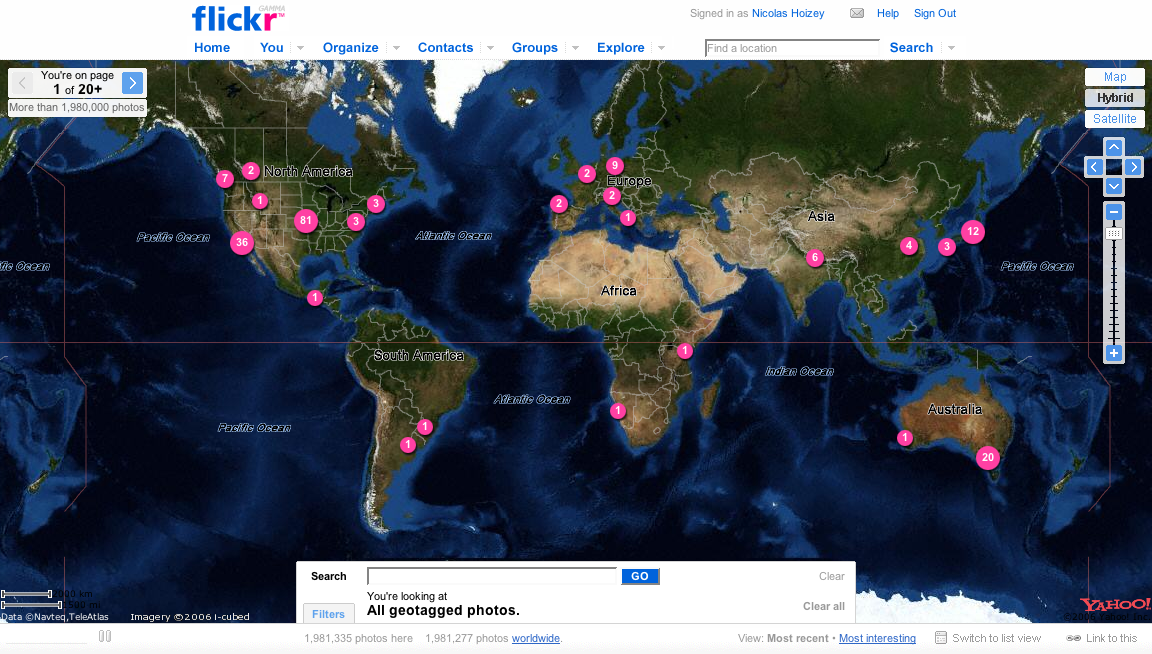 flickr GAMMA™
Signed in as Nicolas Hoizey Help Sign Out
Home You Organize Contacts Groups Explore Find a location Search
You're on page
1 of 20+
More than 1,980,000 photos
Map
Hybrid
Satellite
North America
Europe
Asia
Africa
South America
Australia
Pacific Ocean
Atlantic Ocean
Pacific Ocean
fic Ocean
Indian Ocean
Atlantic Ocean
Pacific Ocean
7
2
1
81
36
3
3
1
2
2
9
2
1
6
4
3
12
1
1
1
1
1
20
Search GO Clear
You're looking at
All geotagged photos.
Filters
Clear all
Data ©Navteq,TeleAtlas Imagery ©2006 i-cubed
YAHOO!
1,981,335 photos here 1,981,277 photos worldwide.
View: Most recent • Most interesting Switch to list view Link to this